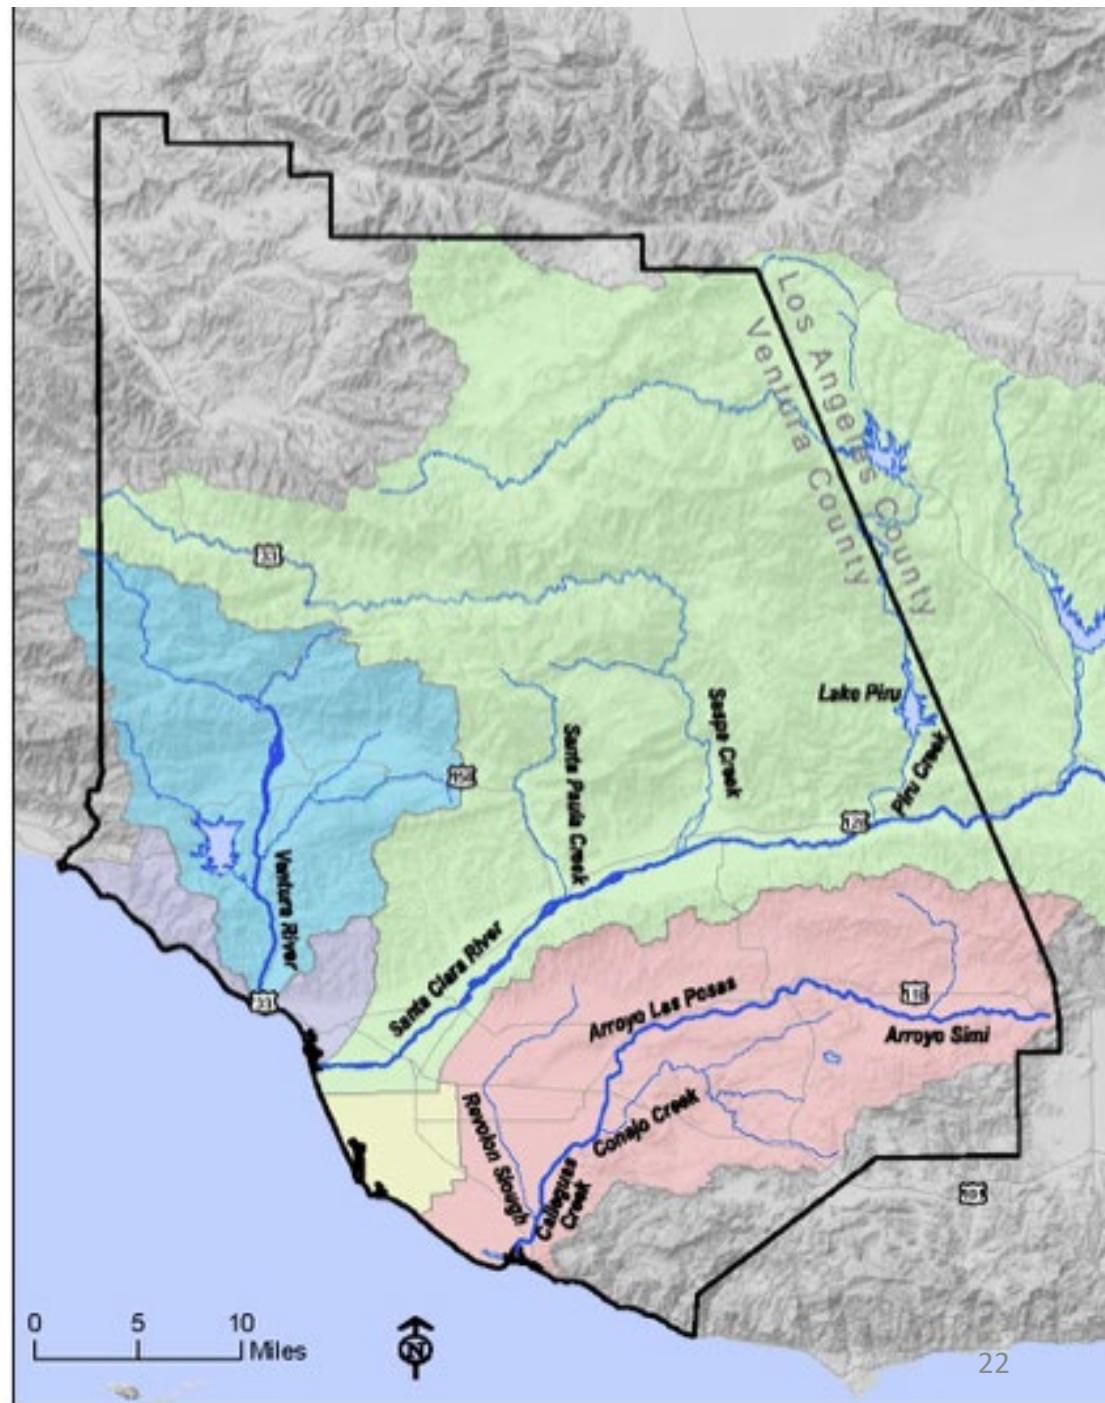 Los Angeles County
Ventura County
33
Lake Piru
Sespe Creek
Santa Paula Creek
Piru Creek
150
126
Ventura River
Santa Clara River
33
Arroyo Las Posas
118
Arroyo Simi
Revolon Slough
Conejo Creek
Calleguas
Creek
101
0 5 10
Miles
N
22